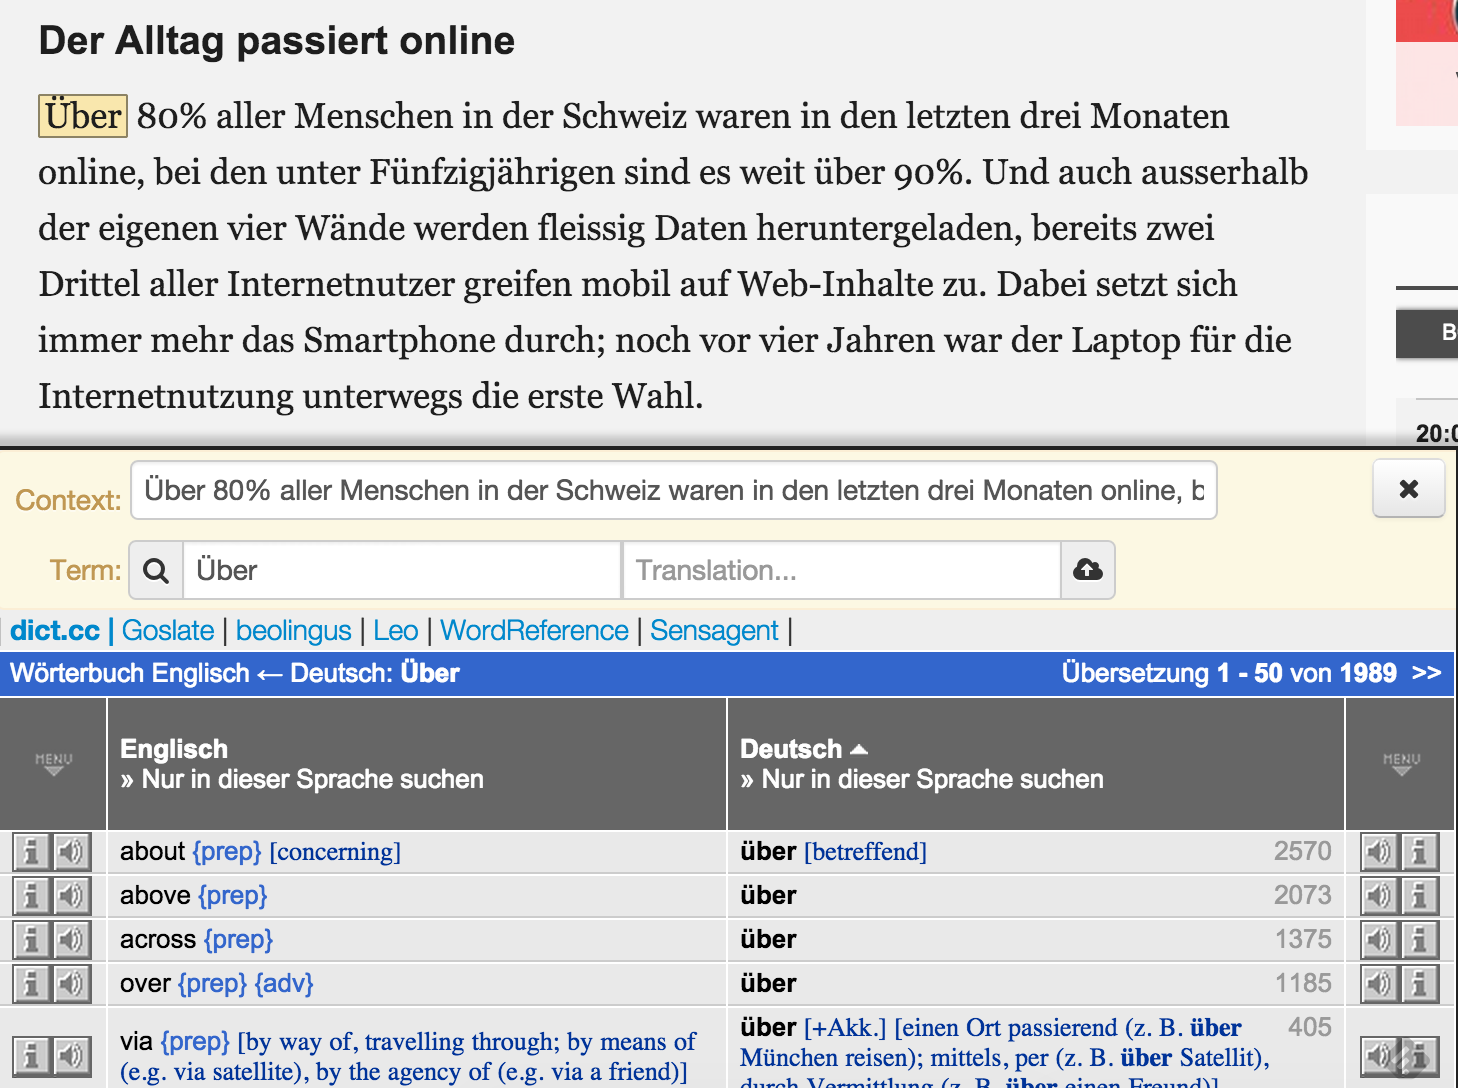 Der Alltag passiert online
Über 80% aller Menschen in der Schweiz waren in den letzten drei Monaten
online, bei den unter Fünfzigjährigen sind es weit über 90%. Und auch ausserhalb
der eigenen vier Wände werden fleissig Daten heruntergeladen, bereits zwei
Drittel aller Internetnutzer greifen mobil auf Web-Inhalte zu. Dabei setzt sich
immer mehr das Smartphone durch; noch vor vier Jahren war der Laptop für die
Internetnutzung unterwegs die erste Wahl.
Context: Über 80% aller Menschen in der Schweiz waren in den letzten drei Monaten online, b
Term: Über Translation...
| dict.cc | Goslate | beolingus | Leo | WordReference | Sensagent |
Wörterbuch Englisch ← Deutsch: Über Übersetzung 1 - 50 von 1989 >>
MENU Englisch Deutsch MENU
» Nur in dieser Sprache suchen » Nur in dieser Sprache suchen
about {prep} [concerning] über [betreffend] 2570
above {prep} über 2073
across {prep} über 1375
over {prep} {adv} über 1185
via {prep} [by way of, travelling through; by means of
(e.g. via satellite), by the agency of (e.g. via a friend)]
über [+Akk.] [einen Ort passierend (z. B. über 405
München reisen); mittels, per (z. B. über Satellit),
durch Vermittlung (z. B. über einen Freund)]